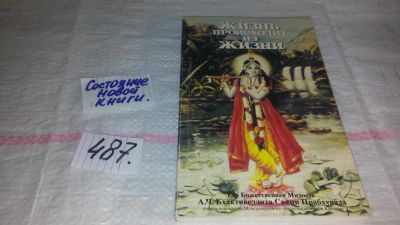 Состояние
новой
книги.
487.
ЖИЗНЬ
ПРОИСХОДИТ
ИЗ
ЖИЗНИ
Его Божественная Милость
А.Ч. Бхактиведанта Свами Прабхупада